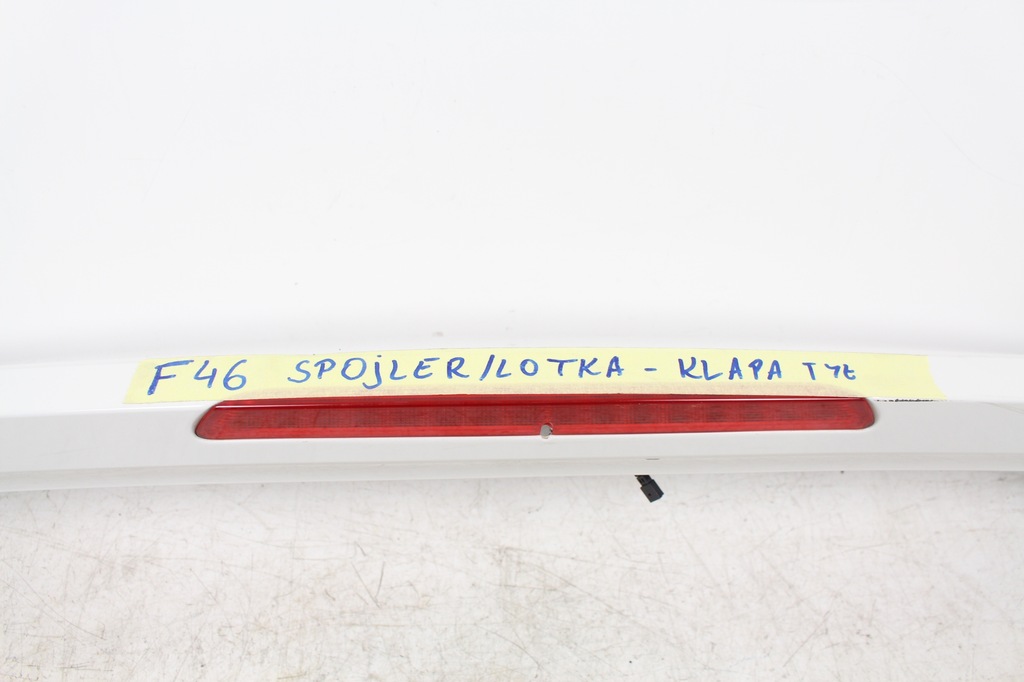 F46 SPOjLER/LOTKA - KLAPA TYŁ